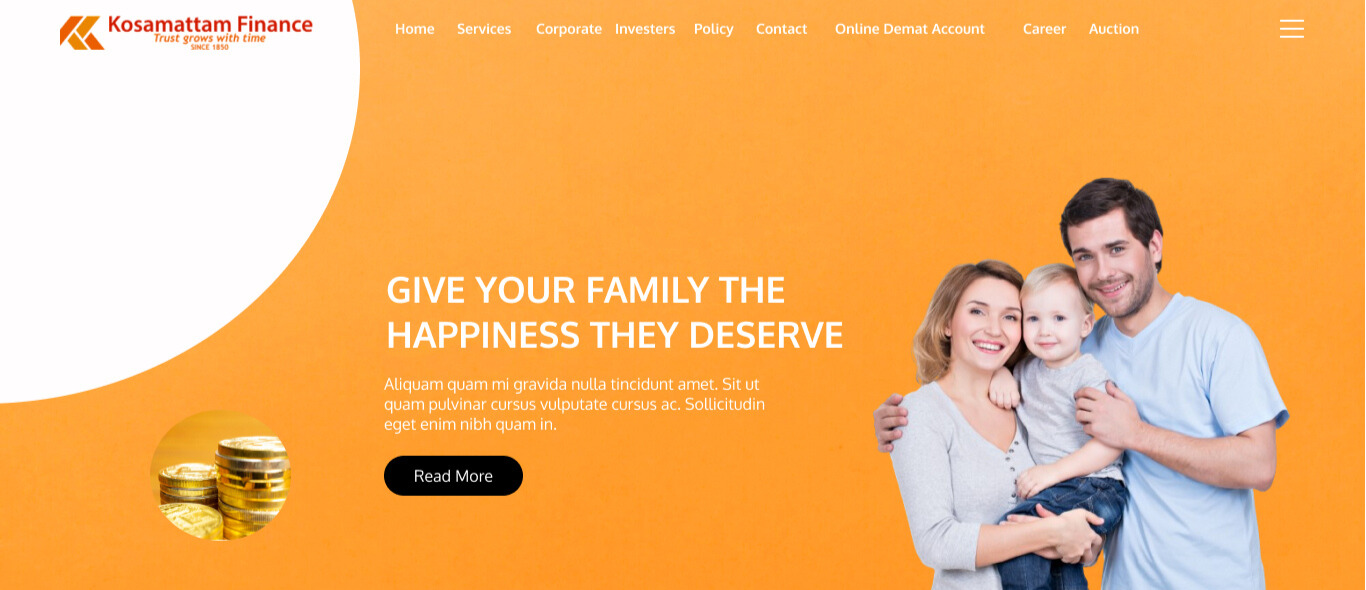 Kosamattam Finance
Trust grows with time
SINCE 1850
Home Services Corporate Investers Policy Contact Online Demat Account Career Auction
GIVE YOUR FAMILY THE
HAPPINESS THEY DESERVE
Aliquam quam mi gravida nulla tincidunt amet. Sit ut
quam pulvinar cursus vulputate cursus ac. Sollicitudin
eget enim nibh quam in.
Read More